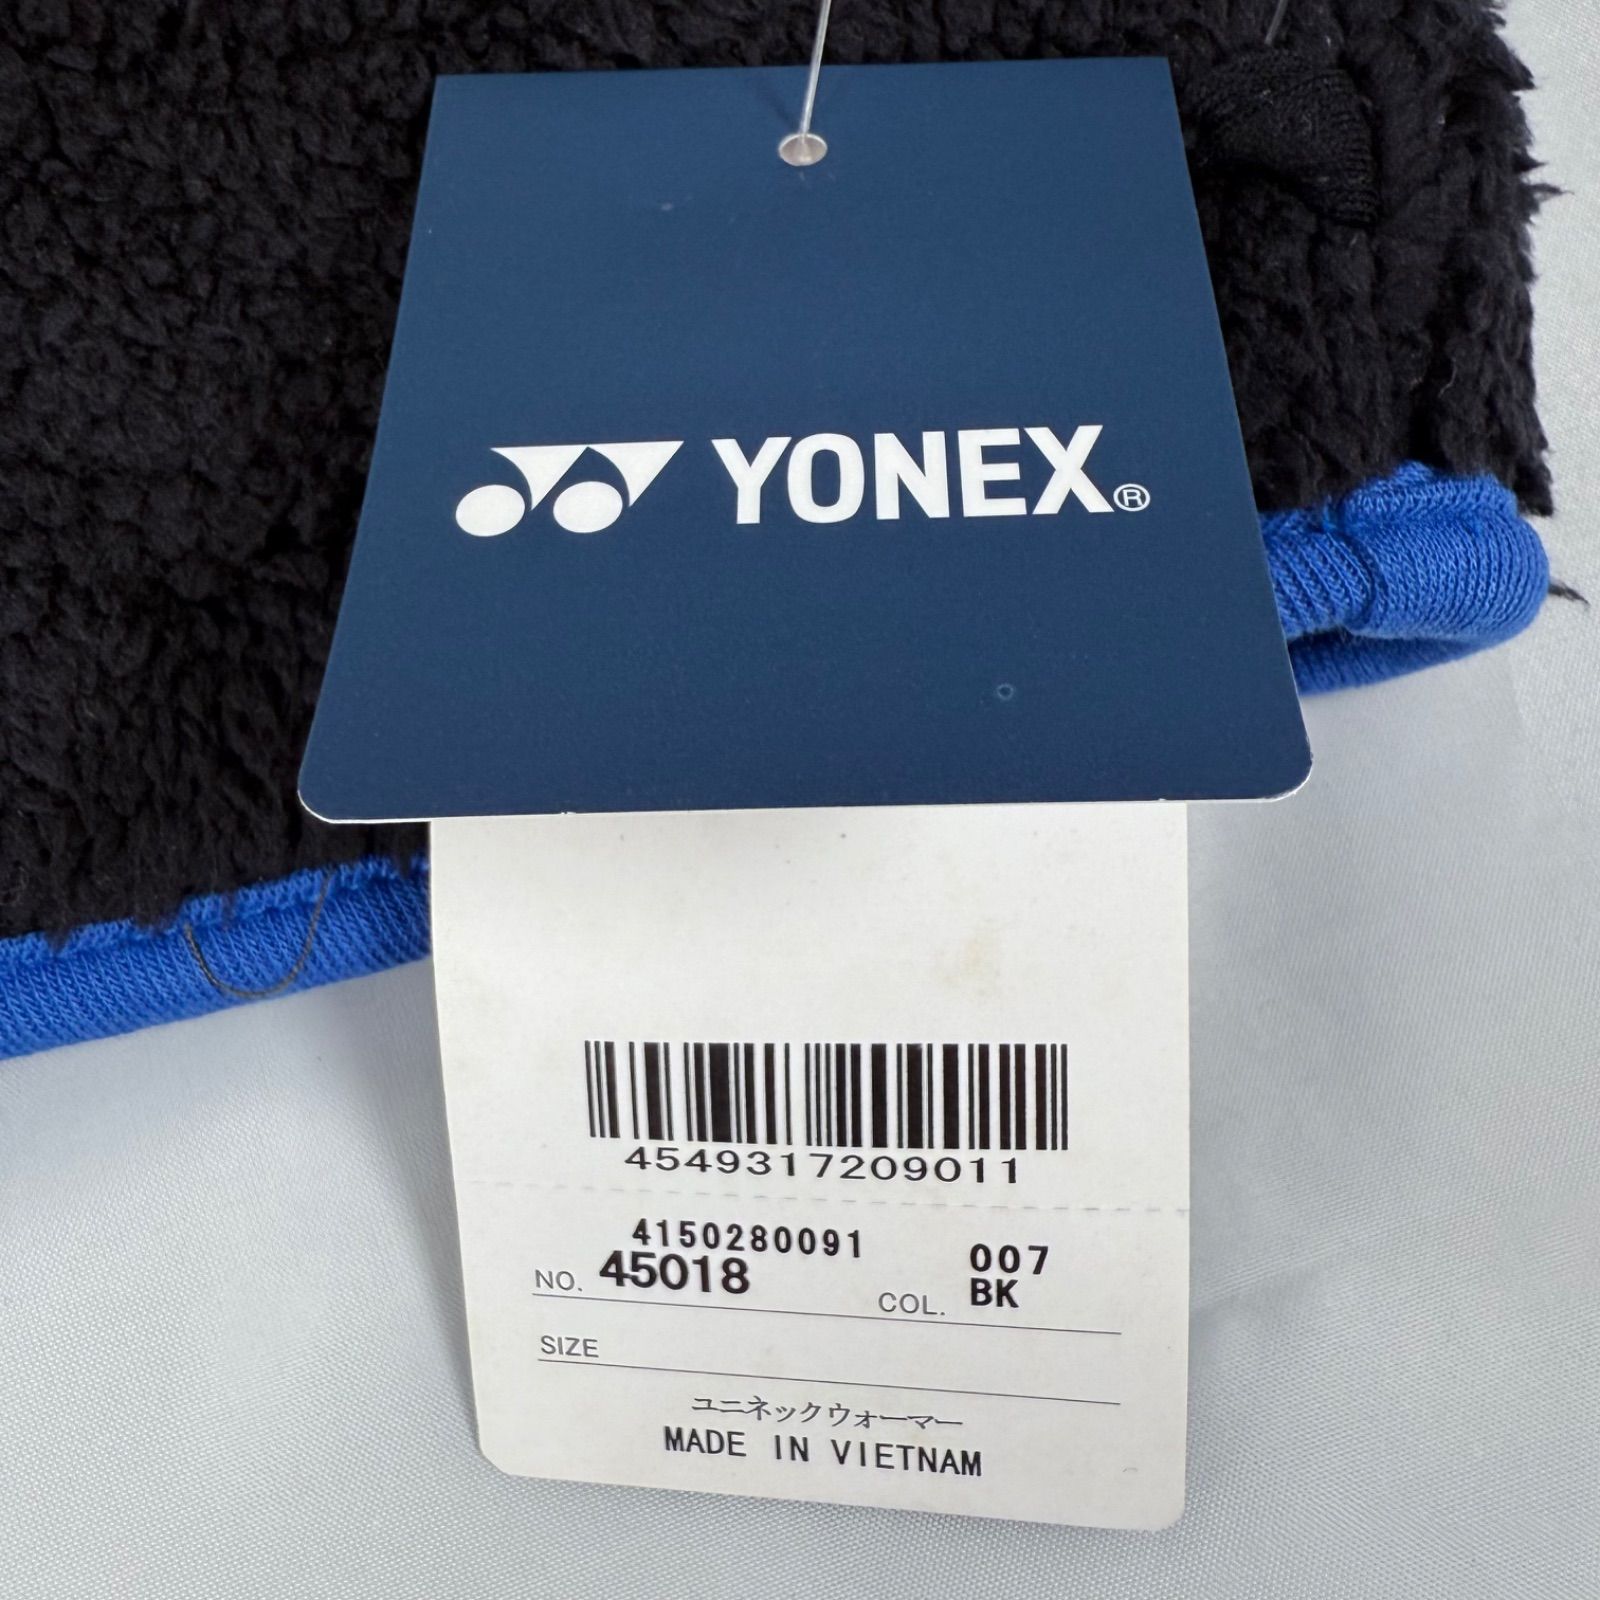 YONEX®
4549317209011
4150280091
007
NO. 45018
COL. BK
SIZE
ユニネックウォーマー
MADE IN VIETNAM